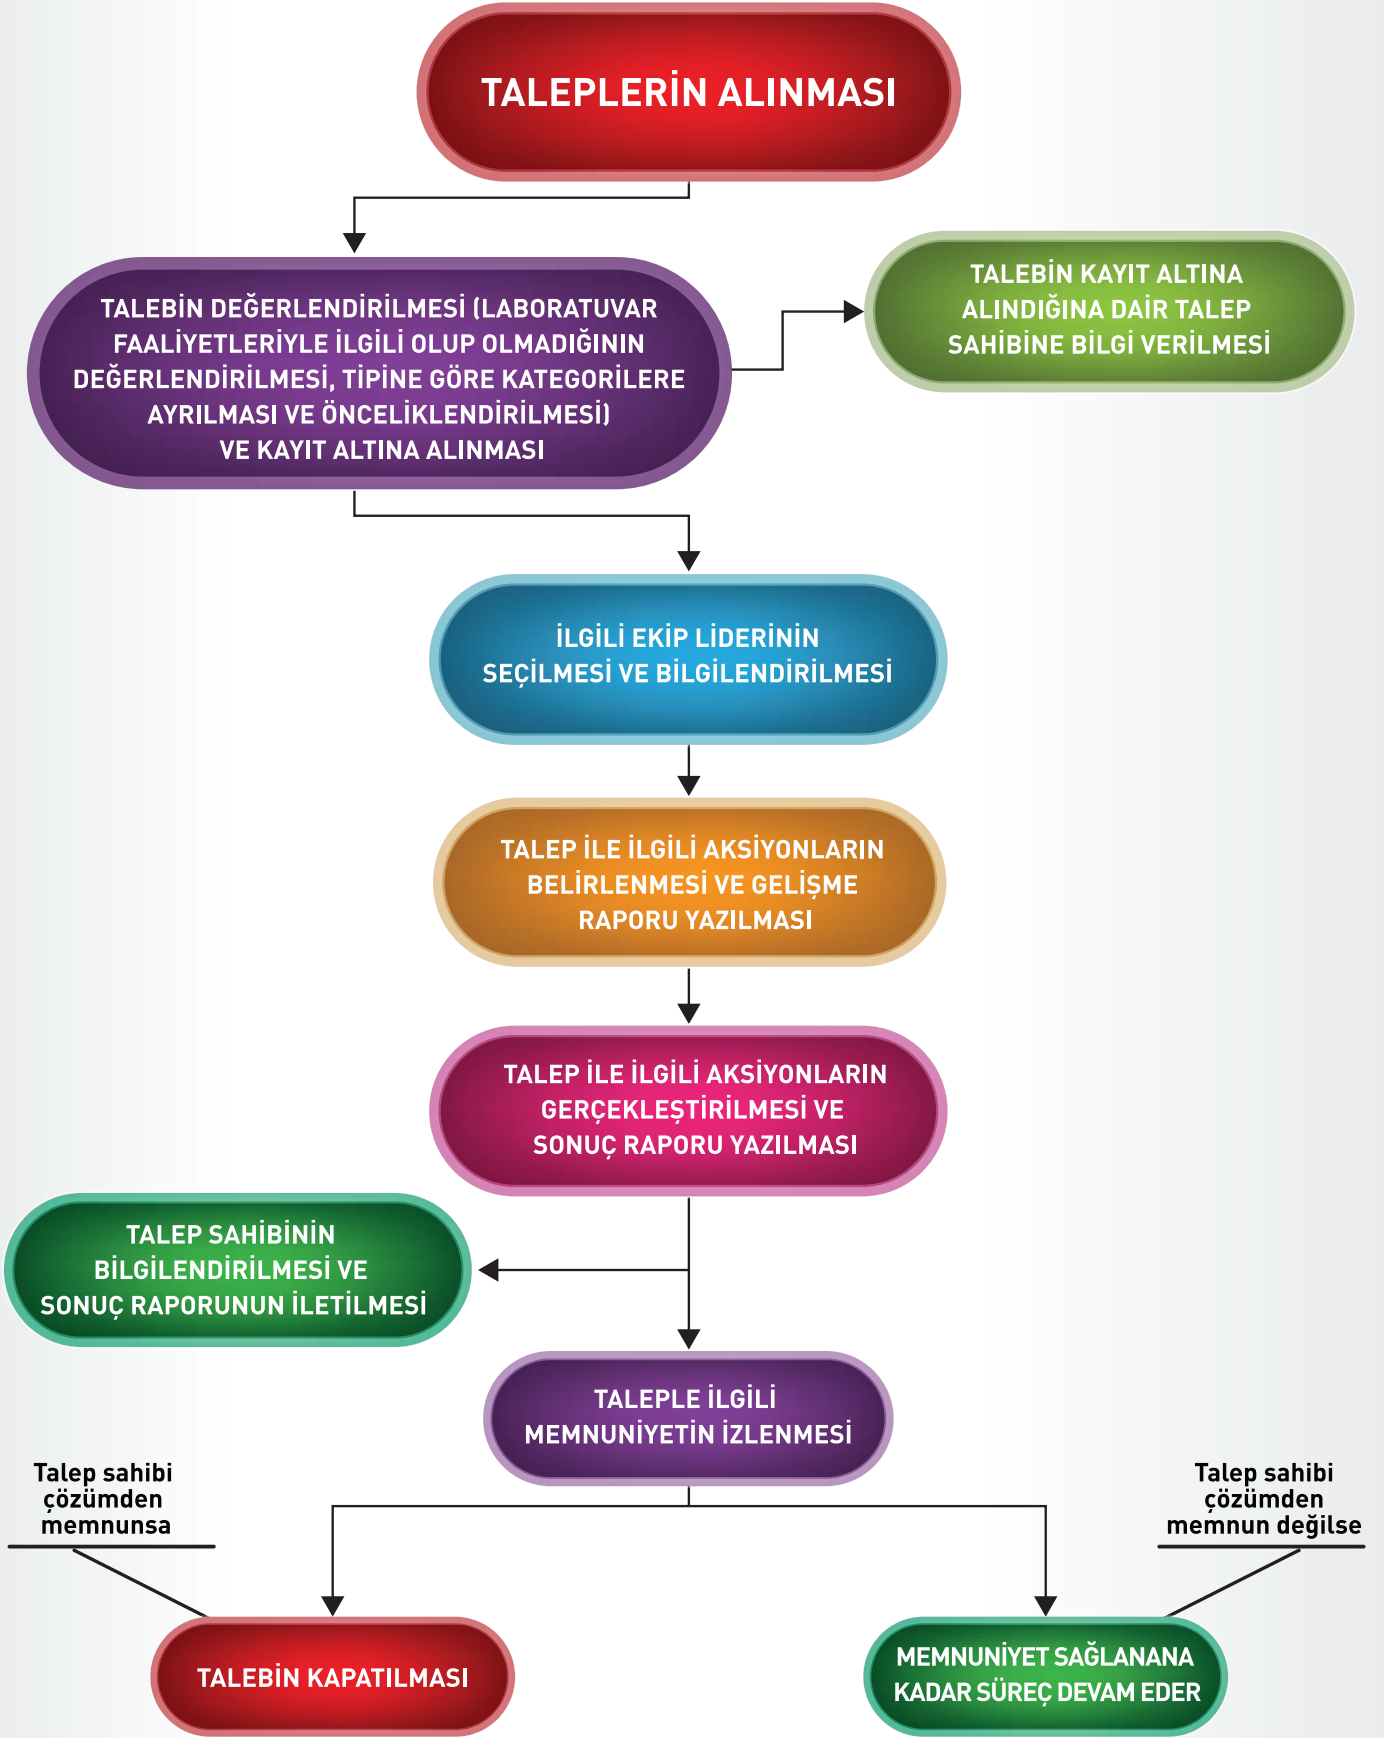 TALEPLERİN ALINMASI
TALEBİN DEĞERLENDİRİLMESİ (LABORATUVAR
FAALİYETLERİYLE İLGİLİ OLUP OLMADIĞININ
DEĞERLENDİRİLMESİ, TİPİNE GÖRE KATEGORİLERE
AYRILMASI VE ÖNCELİKLENDİRİLMESİ)
VE KAYIT ALTINA ALINMASI
TALEBİN KAYIT ALTINA
ALINDIĞINA DAİR TALEP
SAHİBİNE BİLGİ VERİLMESİ
İLGİLİ EKİP LİDERİNİN
SEÇİLMESİ VE BİLGİLENDİRİLMESİ
TALEP İLE İLGİLİ AKSİYONLARIN
BELİRLENMESİ VE GELİŞME
RAPORU YAZILMASI
TALEP İLE İLGİLİ AKSİYONLARIN
GERÇEKLEŞTİRİLMESİ VE
SONUÇ RAPORU YAZILMASI
TALEP SAHİBİNİN
BİLGİLENDİRİLMESİ VE
SONUÇ RAPORUNUN İLETİLMESİ
TALEPLE İLGİLİ
MEMNUNİYETİN İZLENMESİ
Talep sahibi
çözümden
memnunsa
Talep sahibi
çözümden
memnun değilse
TALEBİN KAPATILMASI
MEMNUNİYET SAĞLANANA
KADAR SÜREÇ DEVAM EDER